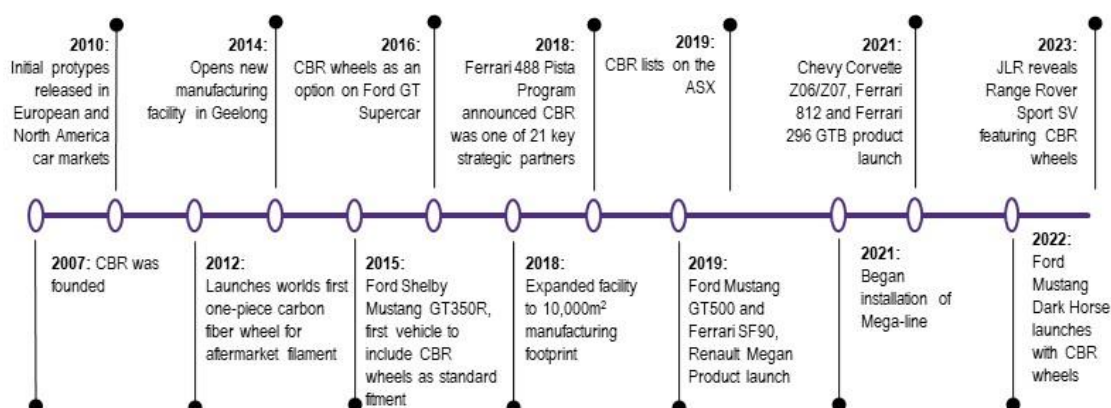 2010:
Initial protypes
released in
European and
North America
car markets
2014:
Opens new
manufacturing
facility in Geelong
2016:
CBR wheels as an
option on Ford GT
Supercar
2018:
Ferrari 488 Pista
Program
announced CBR
was one of 21 key
strategic partners
2019:
CBR lists on the
ASX
2021:
Chevy Corvette
Z06/Z07, Ferrari
812 and Ferrari
296 GTB product
launch
2023:
JLR reveals
Range Rover
Sport SV
featuring CBR
wheels
2007: CBR was
founded
2012:
Launches worlds first
one-piece carbon
fiber wheel for
aftermarket filament
2015:
Ford Shelby
Mustang GT350R,
first vehicle to
include CBR
wheels as standard
fitment
2018:
Expanded facility
to 10,000m²
manufacturing
footprint
2019:
Ford Mustang
GT500 and
Ferrari SF90,
Renault Megan
Product launch
2021:
Began
installation of
Mega-line
2022:
Ford
Mustang
Dark Horse
launches
with CBR
wheels